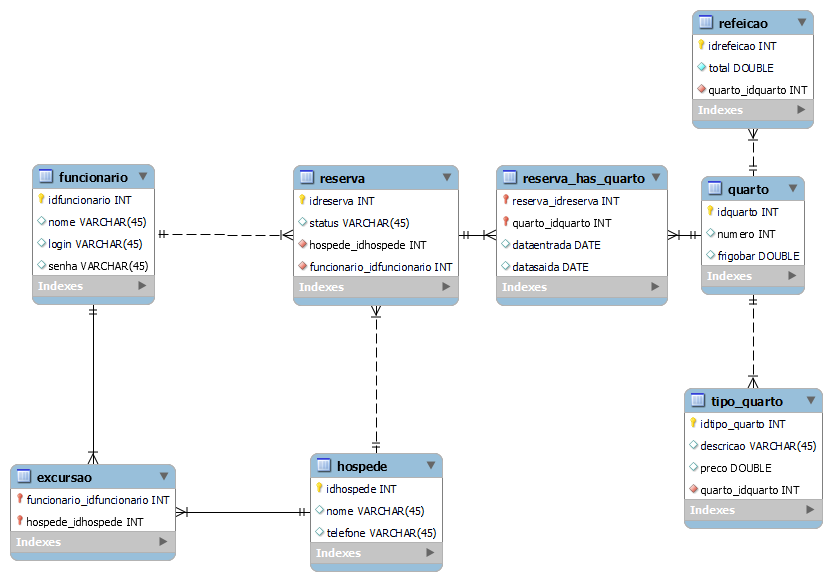 refeicao
idrefeicao INT
total DOUBLE
quarto_idquarto INT
Indexes
funcionario
idfuncionario INT
nome VARCHAR(45)
login VARCHAR(45)
senha VARCHAR(45)
Indexes
reserva
idreserva INT
status VARCHAR(45)
hospede_idhospede INT
funcionario_idfuncionario INT
Indexes
reserva_has_quarto
reserva_idreserva INT
quarto_idquarto INT
dataentrada DATE
datasaida DATE
Indexes
quarto
idquarto INT
numero INT
frigobar DOUBLE
Indexes
tipo_quarto
idtipo_quarto INT
descricao VARCHAR(45)
preco DOUBLE
quarto_idquarto INT
Indexes
excursao
funcionario_idfuncionario INT
hospede_idhospede INT
Indexes
hospede
idhospede INT
nome VARCHAR(45)
telefone VARCHAR(45)
Indexes